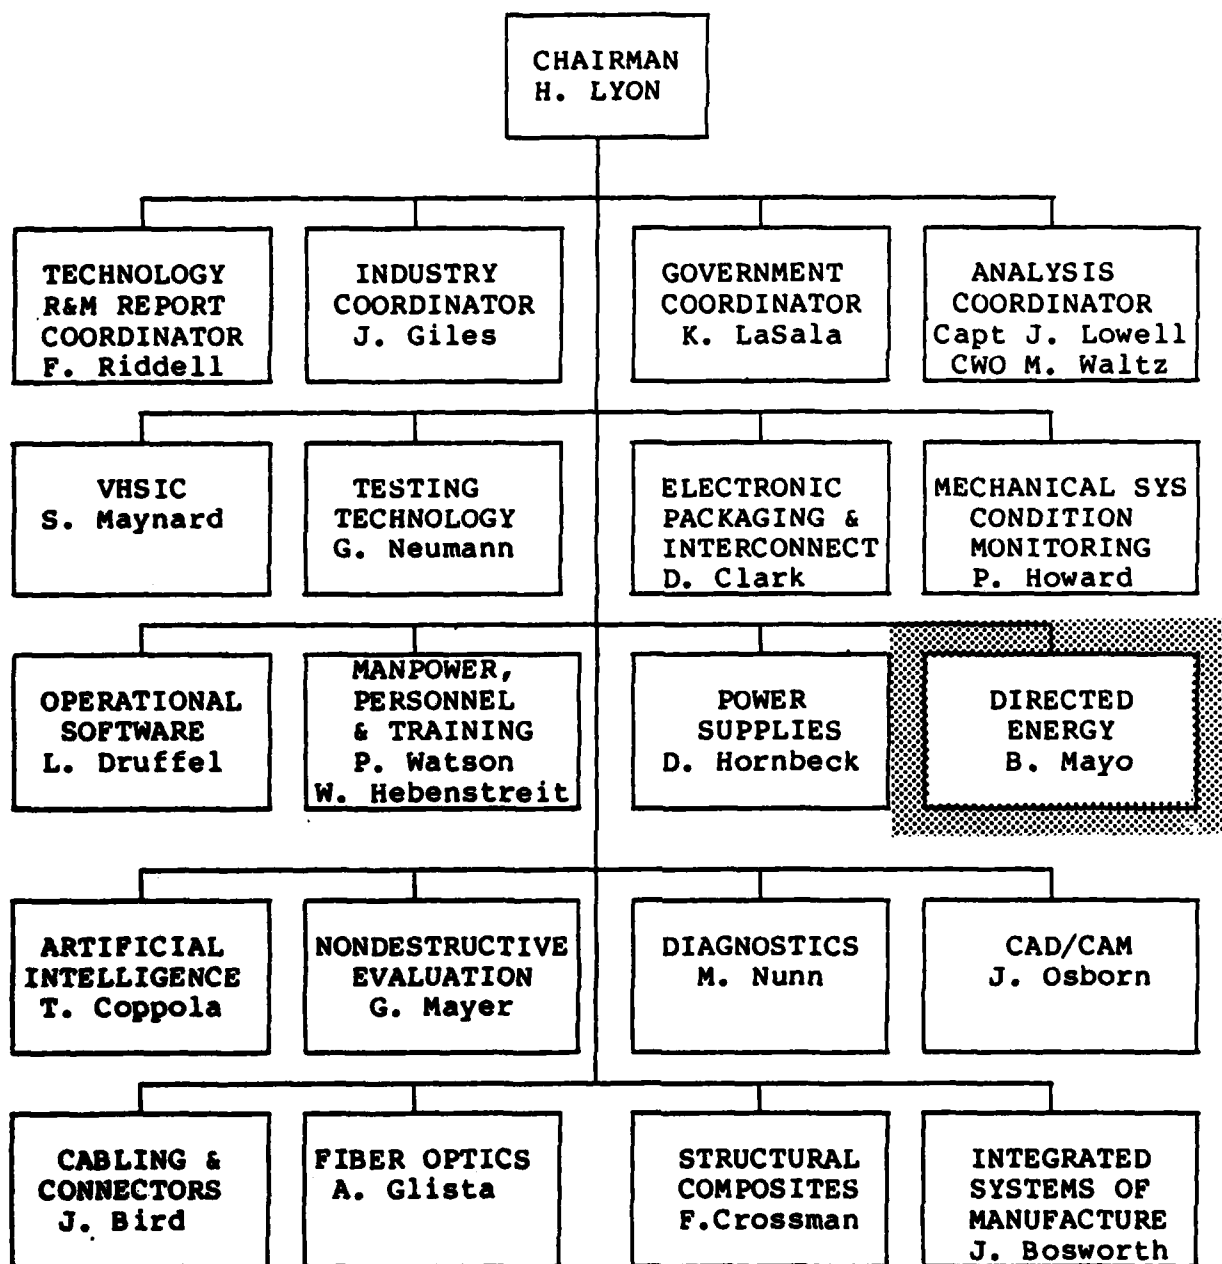 CHAIRMAN
H. LYON
TECHNOLOGY
R&M REPORT
COORDINATOR
F. Riddell
INDUSTRY
COORDINATOR
J. Giles
GOVERNMENT
COORDINATOR
K. LaSala
ANALYSIS
COORDINATOR
Capt J. Lowell
CWO M. Waltz
VHSIC
S. Maynard
TESTING
TECHNOLOGY
G. Neumann
ELECTRONIC
PACKAGING &
INTERCONNECT
D. Clark
MECHANICAL SYS
CONDITION
MONITORING
P. Howard
OPERATIONAL
SOFTWARE
L. Druffel
MANPOWER,
PERSONNEL
& TRAINING
P. Watson
W. Hebenstreit
POWER
SUPPLIES
D. Hornbeck
DIRECTED
ENERGY
B. Mayo
ARTIFICIAL
INTELLIGENCE
T. Coppola
NONDESTRUCTIVE
EVALUATION
G. Mayer
DIAGNOSTICS
M. Nunn
CAD/CAM
J. Osborn
CABLING &
CONNECTORS
J. Bird
FIBER OPTICS
A. Glista
STRUCTURAL
COMPOSITES
F.Crossman
INTEGRATED
SYSTEMS OF
MANUFACTURE
J. Bosworth